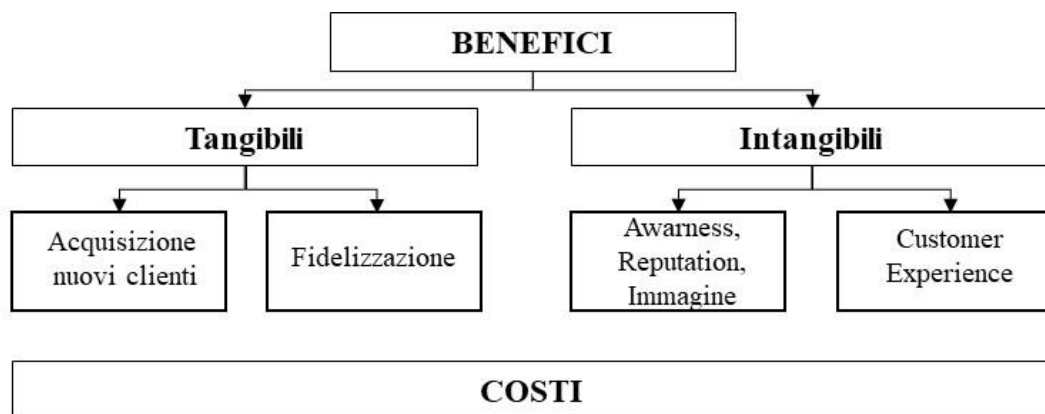 BENEFICI
Tangibili
Intangibili
Acquisizione
nuovi clienti
Fidelizzazione
Awarness,
Reputation,
Immagine
Customer
Experience
COSTI